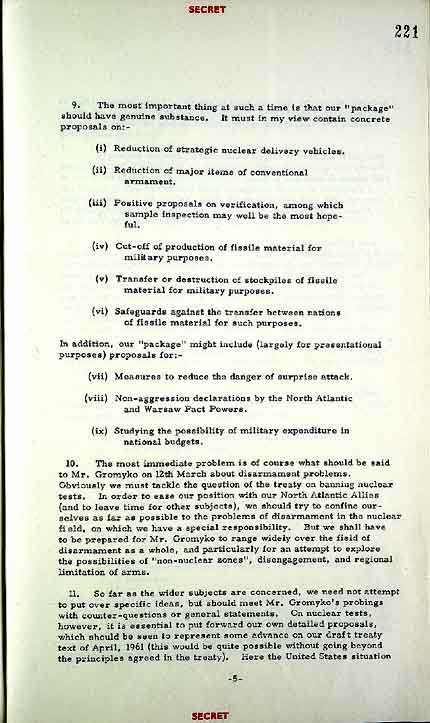 SECRET
221
9. The most important thing at such a time is that our "package"
should have genuine substance. It must in my view contain concrete
proposals on:-
(i) Reduction of strategic nuclear delivery vehicles.
(ii) Reduction of major items of conventional
armament.
(iii) Positive proposals on verification, among which
sample inspection may well be the most hope-
ful.
(iv) Cut-off of production of fissile material for
military purposes.
(v) Transfer or destruction of stockpiles of fissile
material for military purposes.
(vi) Safeguards against the transfer between nations
of fissile material for such purposes.
In addition, our "package" might include (largely for presentational
purposes) proposals for:-
(vii) Measures to reduce the danger of surprise attack.
(viii) Non-aggression declarations by the North Atlantic
and Warsaw Pact Powers.
(ix) Studying the possibility of military expenditure in
national budgets.
10. The most immediate problem is of course what should be said
to Mr. Gromyko on 12th March about disarmament problems.
Obviously we must tackle the question of the treaty on banning nuclear
tests. In order to ease our position with our North Atlantic Allies
(and to leave time for other subjects), we should try to confine our-
selves as far as possible to the problems of disarmament in the nuclear
field, on which we have a special responsibility. But we shall have
to be prepared for Mr. Gromyko to range widely over the field of
disarmament as a whole, and particularly for an attempt to explore
the possibilities of "non-nuclear zones", disengagement, and regional
limitation of arms.
11. So far as the wider subjects are concerned, we need not attempt
to put over specific ideas, but should meet Mr. Gromyko's probings
with counter-questions or general statements. On nuclear tests,
however, it is essential to put forward our own detailed proposals,
which should be seen to represent some advance on our draft treaty
text of April, 1961 (this would be quite possible without going beyond
the principles agreed in the treaty). Here the United States situation
-5-
SECRET